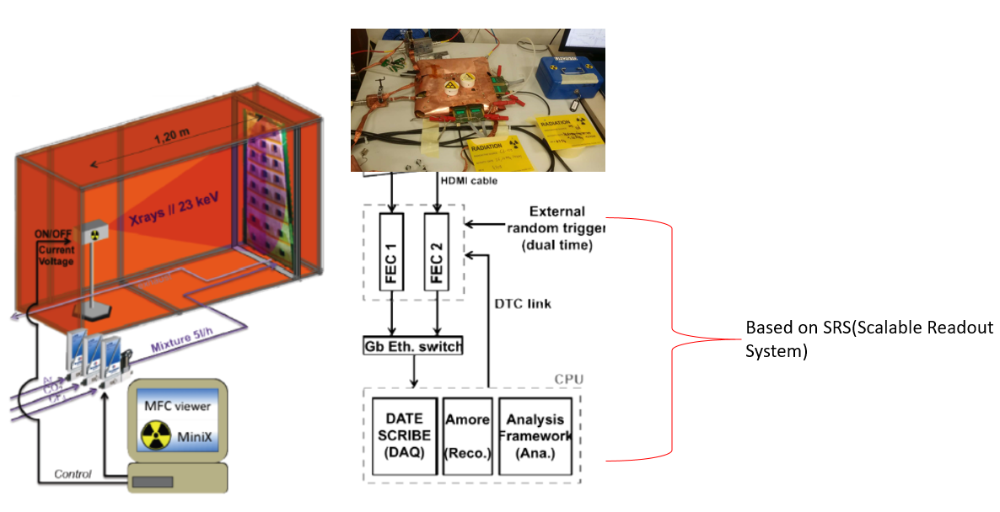 1,20 m
Xrays // 23 keV
ON/OFF
Current
Voltage
Mixture 5l/h
MFC viewer
MiniX
Control
RADIATION
RADIATION
HDMI cable
External
random trigger
(dual time)
FEC 1
FEC 2
DTC link
Gb Eth. switch
CPU
DATE
SCRIBE
(DAQ)
Amore
(Reco.)
Analysis
Framework
(Ana.)
Based on SRS(Scalable Readout
System)